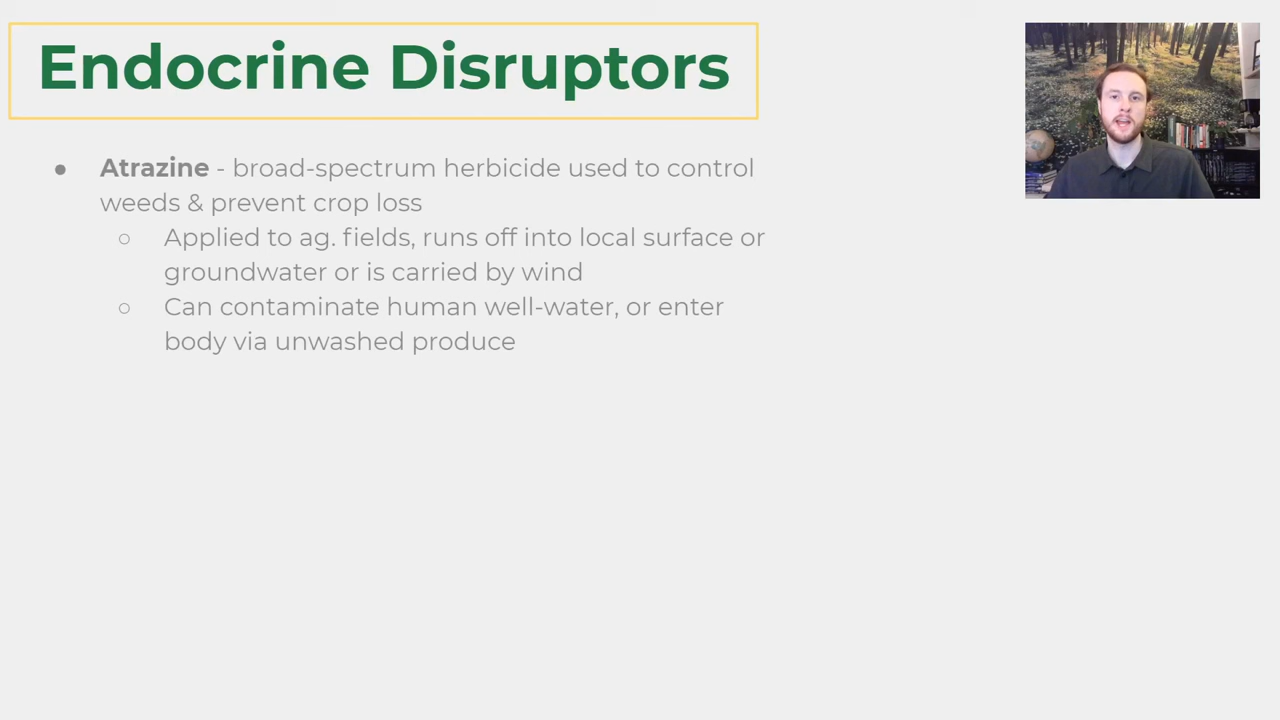 Endocrine Disruptors
● Atrazine - broad-spectrum herbicide used to control
weeds & prevent crop loss
○ Applied to ag. fields, runs off into local surface or
groundwater or is carried by wind
○ Can contaminate human well-water, or enter
body via unwashed produce